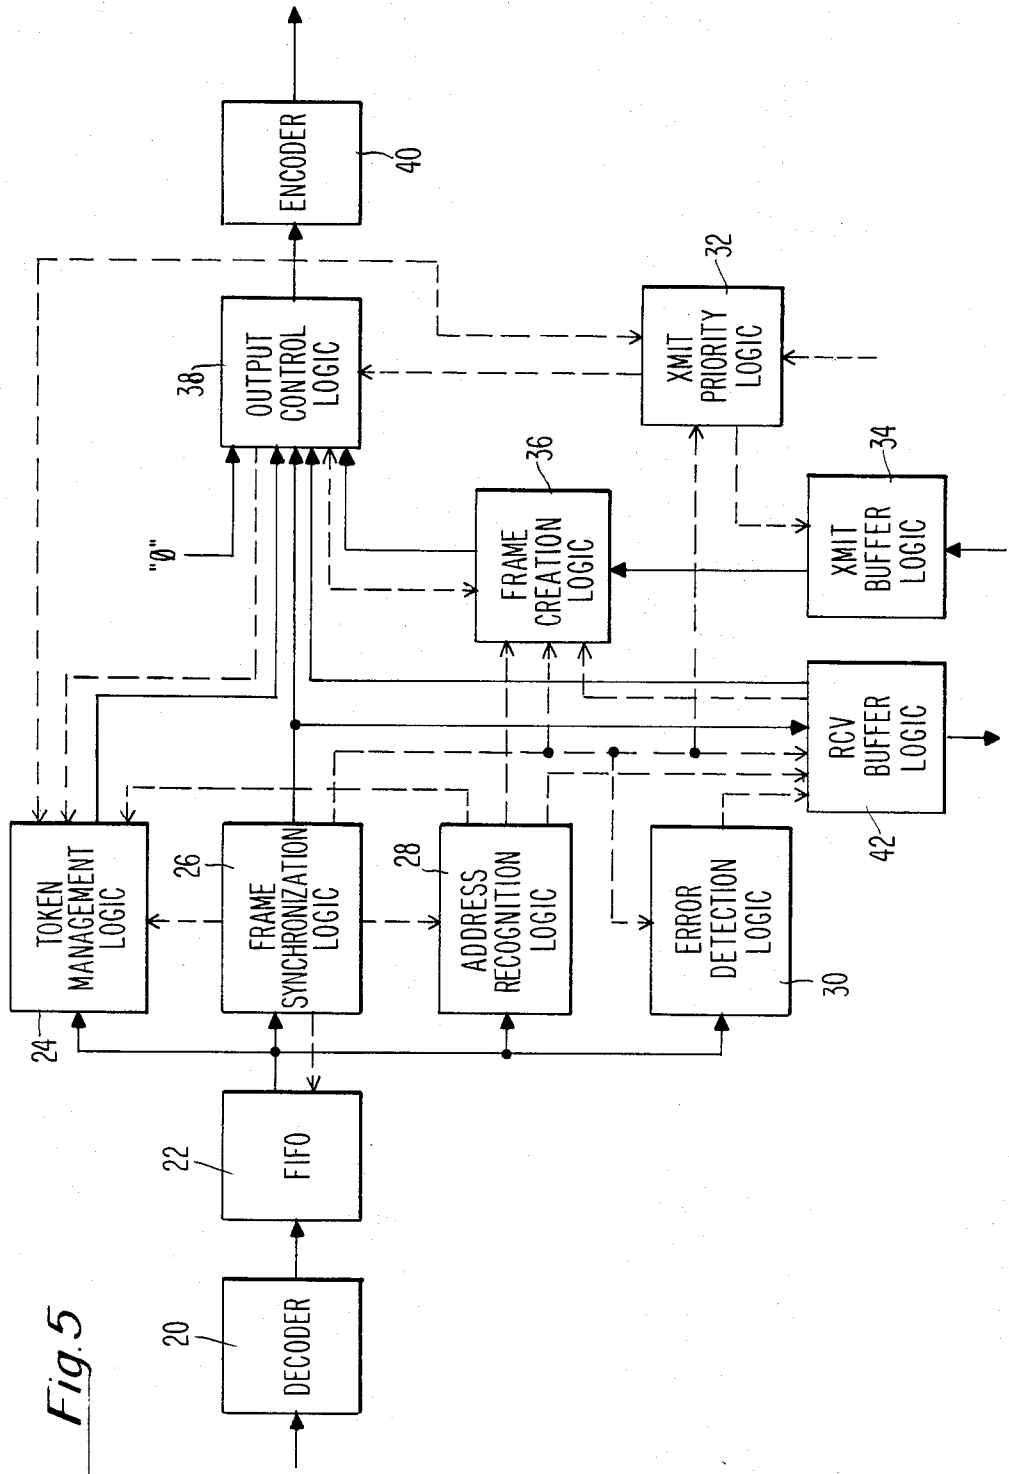 Fig. 5
20
DECODER
22
FIFO
24
TOKEN
MANAGEMENT
LOGIC
26
FRAME
SYNCHRONIZATION
LOGIC
28
ADDRESS
RECOGNITION
LOGIC
30
ERROR
DETECTION
LOGIC
42
RCV
BUFFER
LOGIC
"Ø"
36
FRAME
CREATION
LOGIC
34
XMIT
BUFFER
LOGIC
38
OUTPUT
CONTROL
LOGIC
32
XMIT
PRIORITY
LOGIC
40
ENCODER